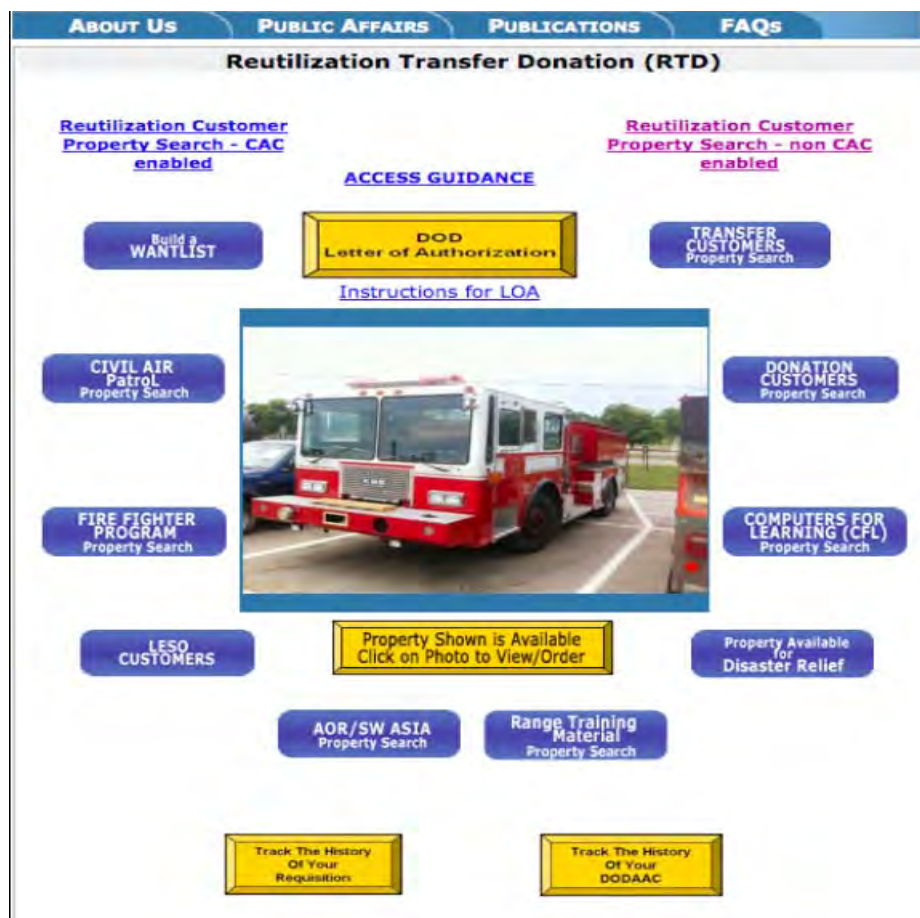 ABOUT US PUBLIC AFFAIRS PUBLICATIONS FAQS
Reutilization Transfer Donation (RTD)
Reutilization Customer
Property Search - CAC
enabled
Reutilization Customer
Property Search - non CAC
enabled
ACCESS GUIDANCE
Build a
WANTLIST
DOD
Letter of Authorization
TRANSFER
CUSTOMERS
Property Search
Instructions for LOA
CIVIL AIR
PatroL
Property Search
DONATION
CUSTOMERS
Property Search
FIRE FIGHTER
PROGRAM
Property Search
COMPUTERS FOR
LEARNING (CFL)
Property Search
LESO
CUSTOMERS
Property Shown is Available
Click on Photo to View/Order
Property Available
for
Disaster Relief
AOR/SW ASIA
Property Search
Range Training
Material
Property Search
Track The History
Of Your
Requisition
Track The History
Of Your
DODAAC